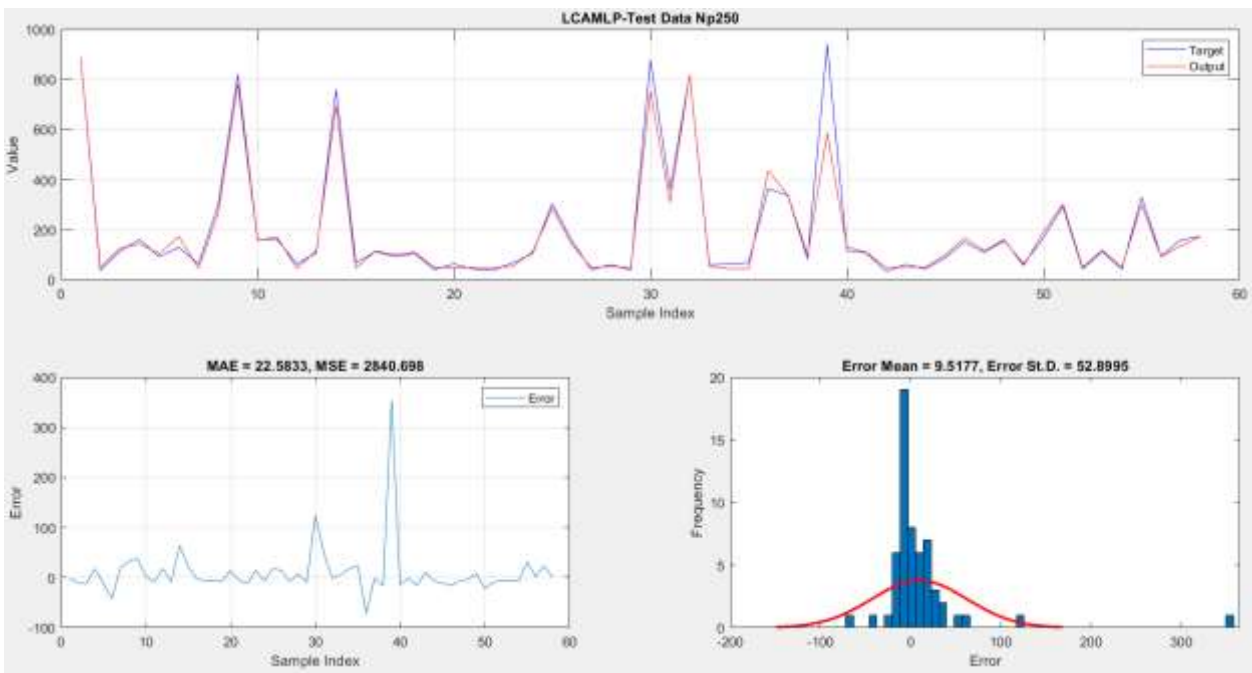 LCAMLP-Test Data Np250
1000
800
600
400
200
0
Value
Target
Output
0 10 20 30 40 50 60
Sample Index
MAE = 22.5833, MSE = 2840.698
400
300
200
100
0
-100
Error
Error
0 10 20 30 40 50 60
Sample Index
Error Mean = 9.5177, Error St.D. = 52.8995
20
15
10
5
0
Frequency
-200 -100 0 100 200 300
Error